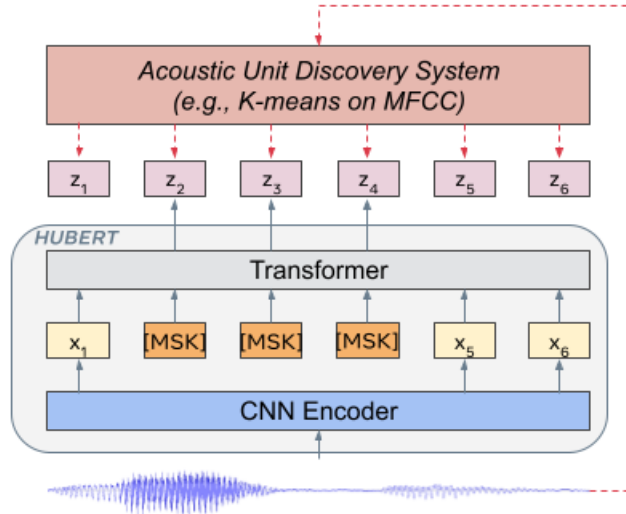 Acoustic Unit Discovery System
(e.g., K-means on MFCC)
z1 z2 z3 z4 z5 z6
HUBERT
Transformer
x1 [MSK] [MSK] [MSK] x5 x6
CNN Encoder